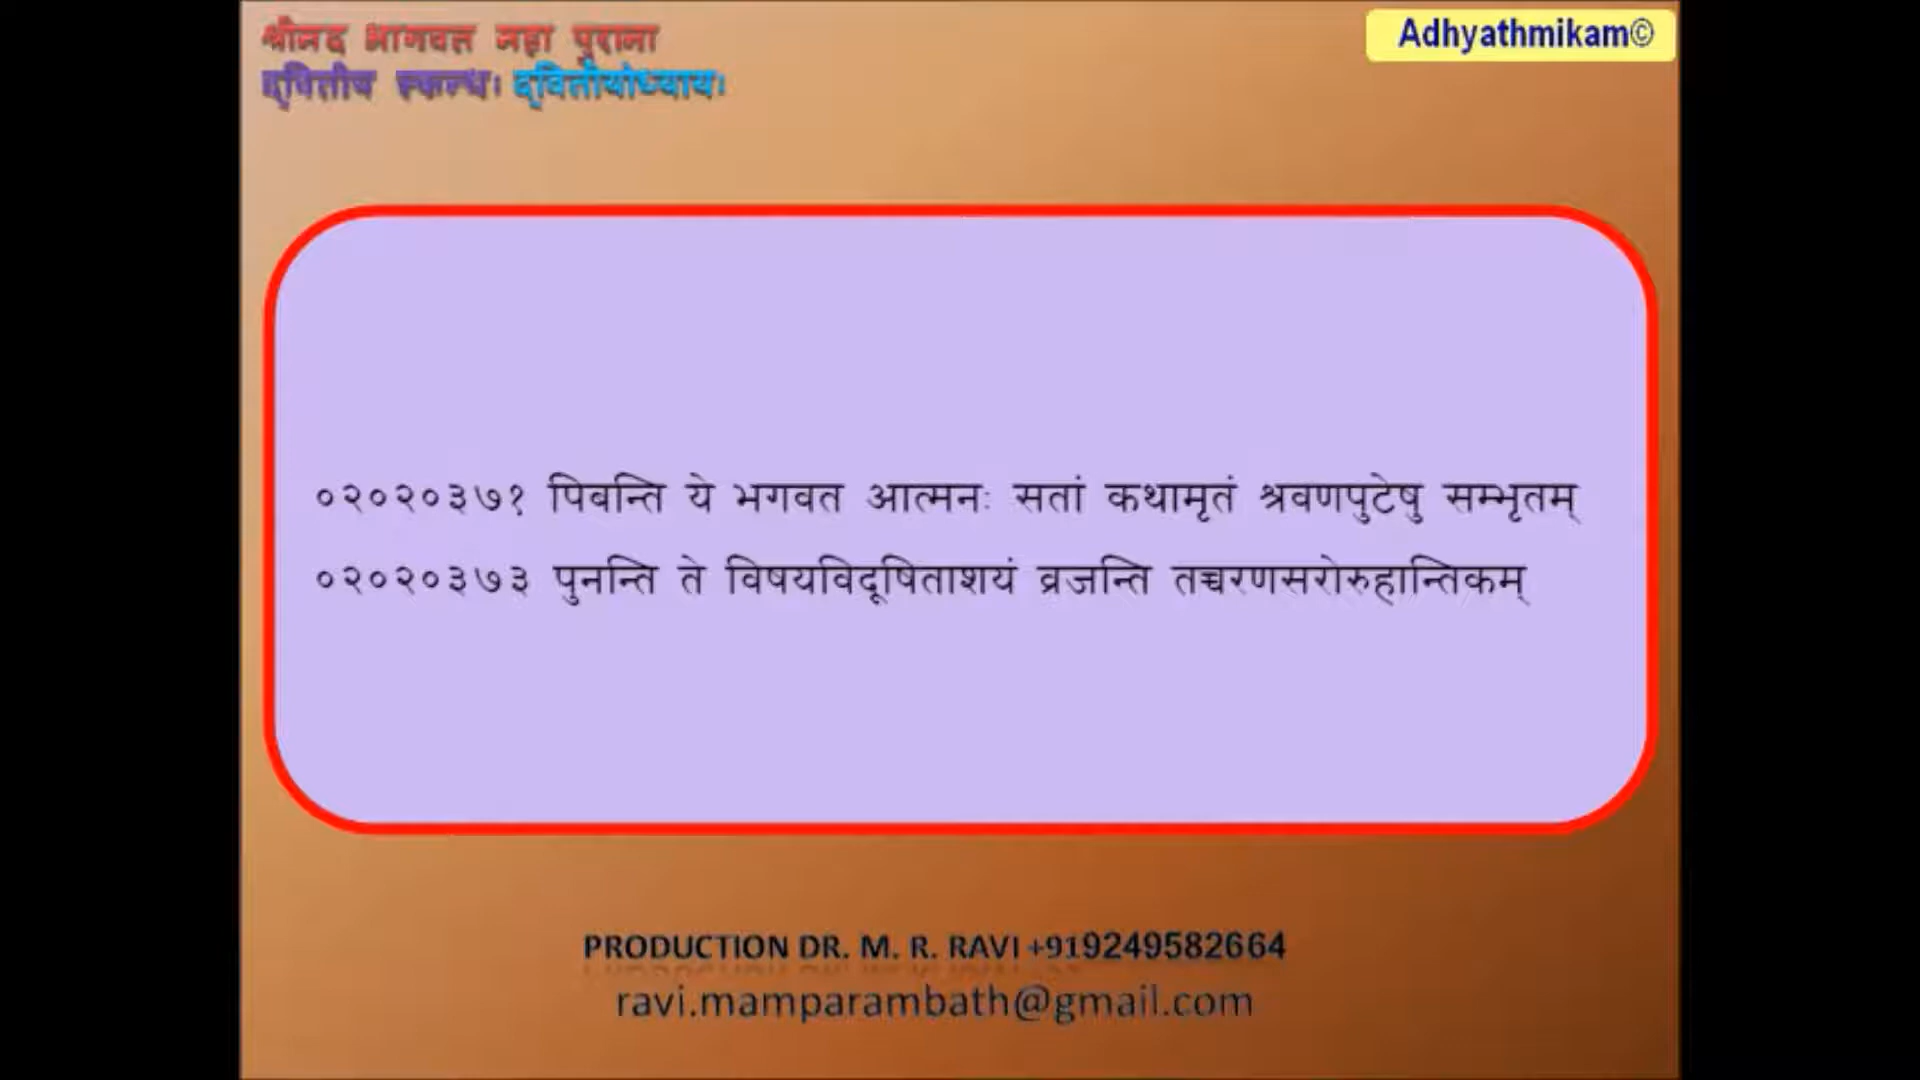 श्रीमद भागवत महा पुराना
Adhyathmikam©
द्वितीय स्कन्धः द्वितीयोध्यायः
०२०२०३७१ पिबन्ति ये भगवत आत्मनः सतां कथामृतं श्रवणपुटेषु सम्भृतम्
०२०२०३७३ पुनन्ति ते विषयविदूषिताशयं व्रजन्ति तच्चरणसरोरुहान्तिकम्
PRODUCTION DR. M. R. RAVI +919249582664
ravi.mamparambath@gmail.com